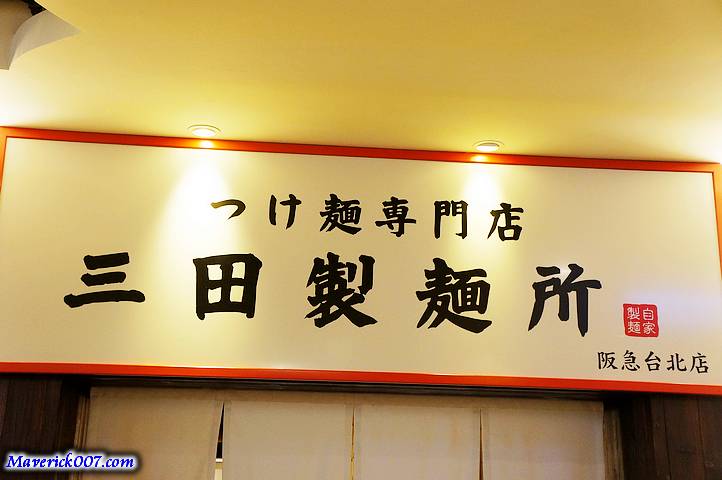 つけ麺専門店
三田製麺所
自家
製麺
阪急台北店
Maverick007.com